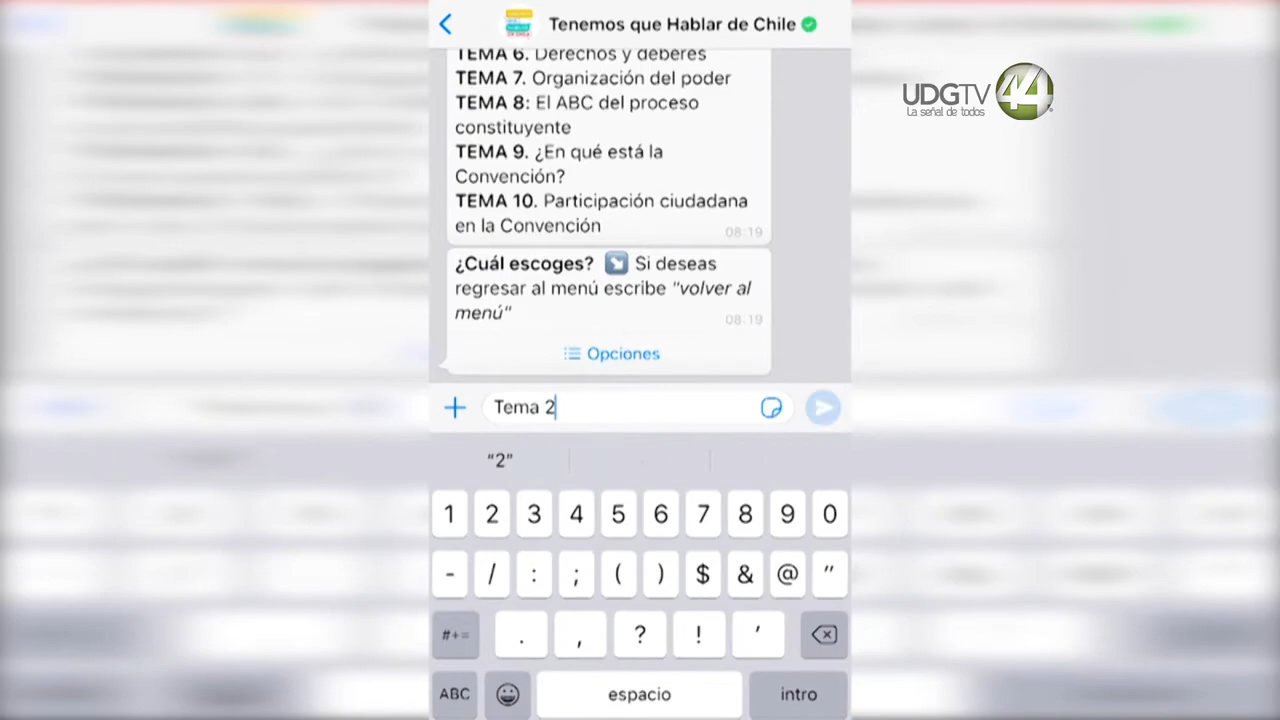 Tenemos que Hablar de Chile
TEMA 6. Derechos y deberes
TEMA 7. Organización del poder
TEMA 8: El ABC del proceso
constituyente
TEMA 9. ¿En qué está la
Convención?
TEMA 10. Participación ciudadana
en la Convención
08:19
¿Cuál escoges? ↘️ Si deseas
regresar al menú escribe "volver al
menú"
08:19
Opciones
Tema 2
"2"
1 2 3 4 5 6 7 8 9 0
- / : ; ( ) $ & @ "
#+= . , ? ! '
ABC espacio intro
UDGTV 44
La señal de todos